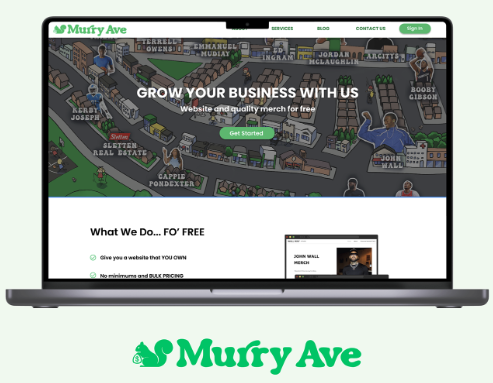 Murry Ave
SERVICES
BLOG
CONTACT US
Sign In
TERRELL
OWENS
EMMANUEL
MUDIAY
ED
INGRAM
JORDAN
MCLAUGHLIN
ARGITT
BOOBY
GIBSON
GROW YOUR BUSINESS WITH US
Website and quality merch for free
Get Started
KERBY
JOSEPH
Sletten
SLETTEN
REAL ESTATE
CAPPIE
PONDEXTER
JOHN
WALL
What We Do... FO' FREE
Give you a website that YOU OWN
No minimums and BULK PRICING
JOHN WALL
MERCH
Murry Ave